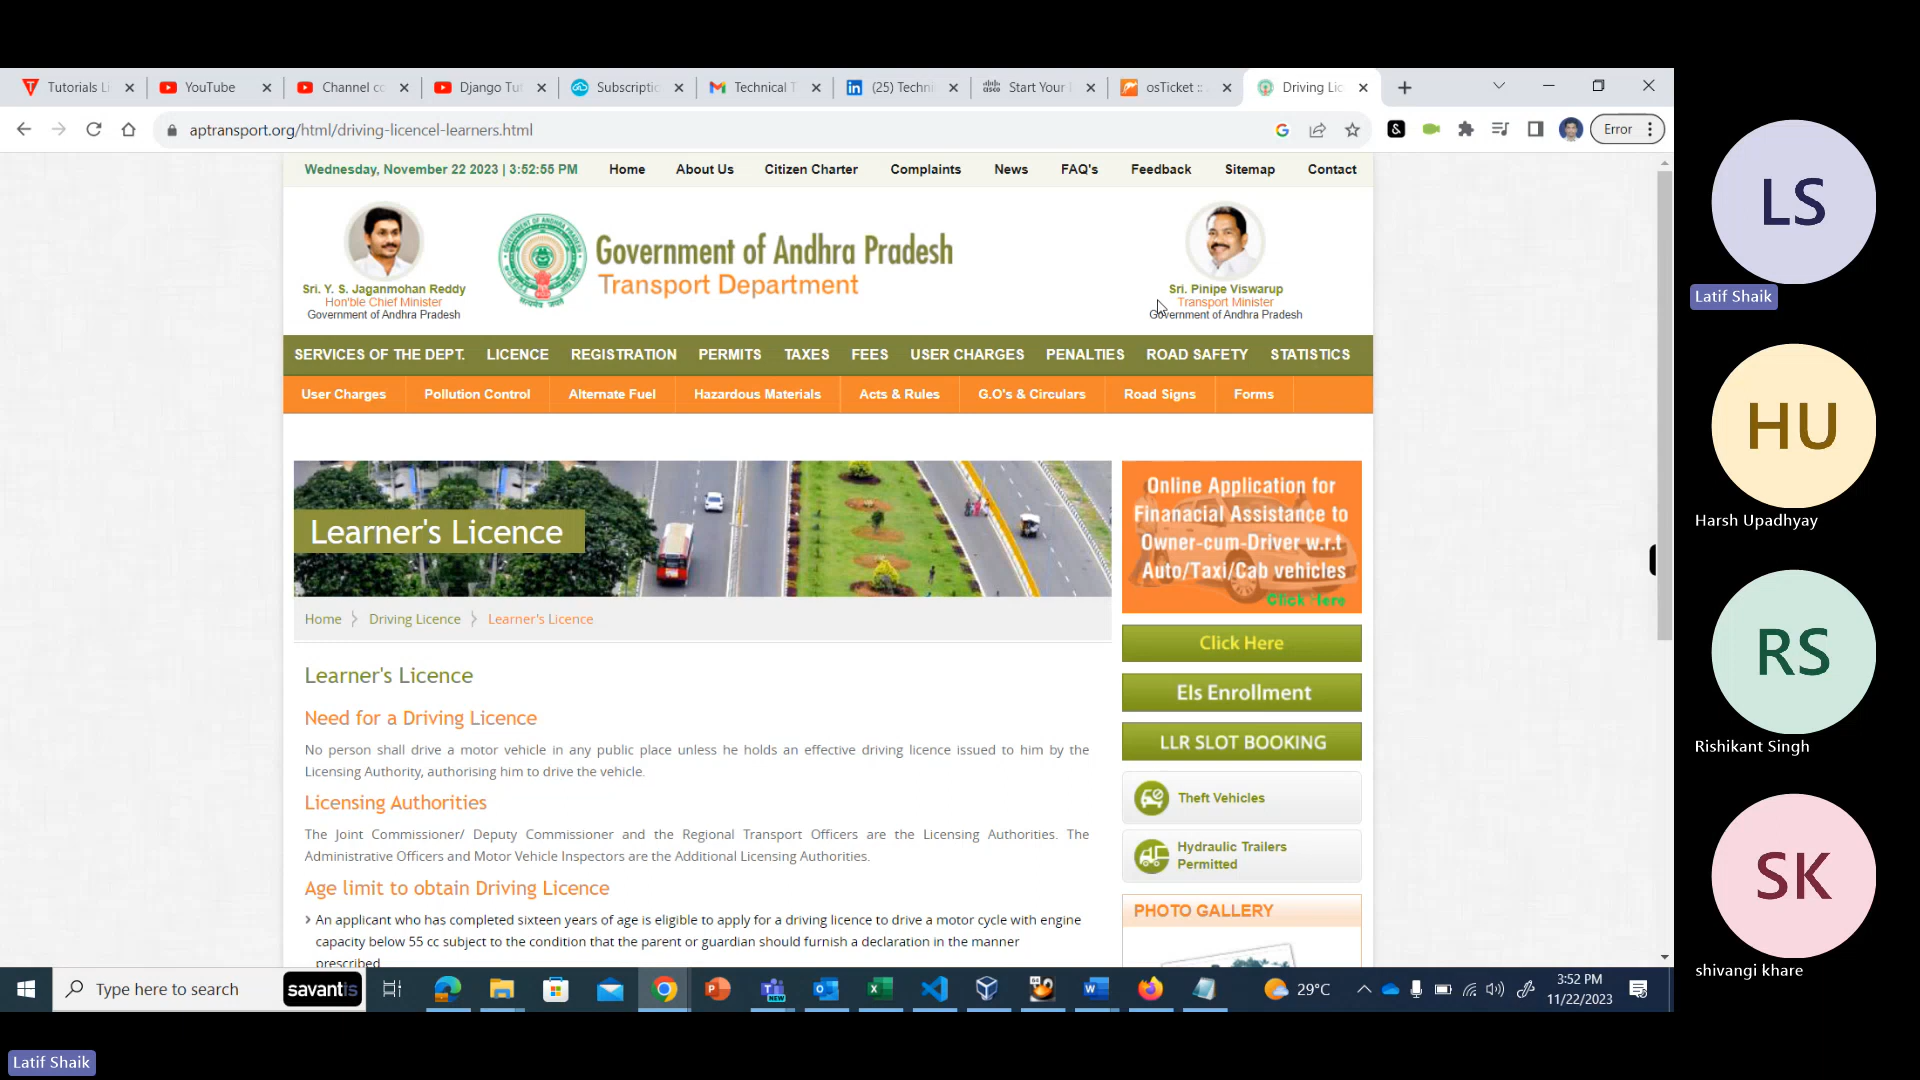 Tutorials Li
YouTube
Channel co
Django Tut
Subscriptio
Technical T
(25) Techni
Start Your
osTicket ::
Driving Lic
aptransport.org/html/driving-licencel-learners.html
Error
Wednesday, November 22 2023 | 3:52:55 PM
Home
About Us
Citizen Charter
Complaints
News
FAQ's
Feedback
Sitemap
Contact
Sri. Y. S. Jaganmohan Reddy
Hon'ble Chief Minister
Government of Andhra Pradesh
Government of Andhra Pradesh
Transport Department
Sri. Pinipe Viswarup
Transport Minister
Government of Andhra Pradesh
SERVICES OF THE DEPT.
LICENCE
REGISTRATION
PERMITS
TAXES
FEES
USER CHARGES
PENALTIES
ROAD SAFETY
STATISTICS
User Charges
Pollution Control
Alternate Fuel
Hazardous Materials
Acts & Rules
G.O's & Circulars
Road Signs
Forms
Learner's Licence
Home
Driving Licence
Learner's Licence
Learner's Licence
Need for a Driving Licence
No person shall drive a motor vehicle in any public place unless he holds an effective driving licence issued to him by the
Licensing Authority, authorising him to drive the vehicle.
Licensing Authorities
The Joint Commissioner/ Deputy Commissioner and the Regional Transport Officers are the Licensing Authorities. The
Administrative Officers and Motor Vehicle Inspectors are the Additional Licensing Authorities.
Age limit to obtain Driving Licence
An applicant who has completed sixteen years of age is eligible to apply for a driving licence to drive a motor cycle with engine
capacity below 55 cc subject to the condition that the parent or guardian should furnish a declaration in the manner
prescribed
Online Application for
Finanacial Assistance to
Owner-cum-Driver w.r.t
Auto/Taxi/Cab vehicles
Click Here
Click Here
EIs Enrollment
LLR SLOT BOOKING
Theft Vehicles
Hydraulic Trailers
Permitted
PHOTO GALLERY
Type here to search
savantis
29°C
3:52 PM
11/22/2023
LS
Latif Shaik
HU
Harsh Upadhyay
RS
Rishikant Singh
SK
shivangi khare
Latif Shaik